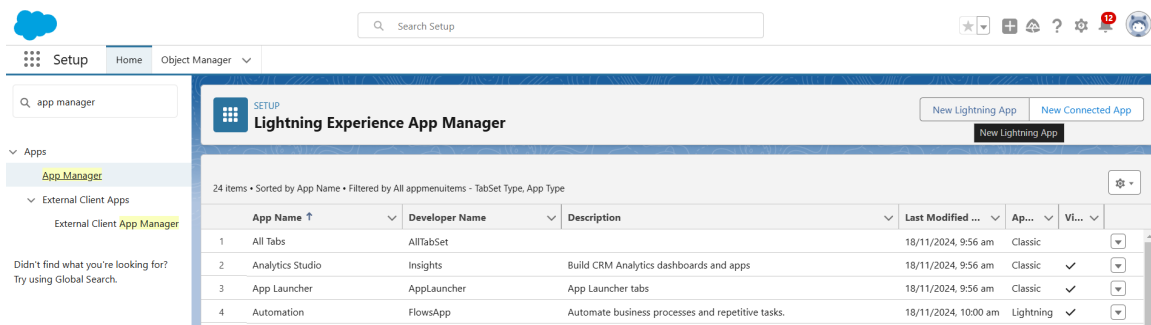 Search Setup
12
Setup Home Object Manager
app manager
Apps
App Manager
External Client Apps
External Client App Manager
Didn't find what you're looking for?
Try using Global Search.
SETUP
Lightning Experience App Manager
New Lightning App New Connected App
New Lightning App
24 items • Sorted by App Name • Filtered by All appmenuitems - TabSet Type, App Type
App Name ↑ Developer Name Description Last Modified ... Ap... Vi...
1 All Tabs AllTabSet 18/11/2024, 9:56 am Classic
2 Analytics Studio Insights Build CRM Analytics dashboards and apps 18/11/2024, 9:56 am Classic ✓
3 App Launcher AppLauncher App Launcher tabs 18/11/2024, 9:56 am Classic ✓
4 Automation FlowsApp Automate business processes and repetitive tasks. 18/11/2024, 10:00 am Lightning ✓